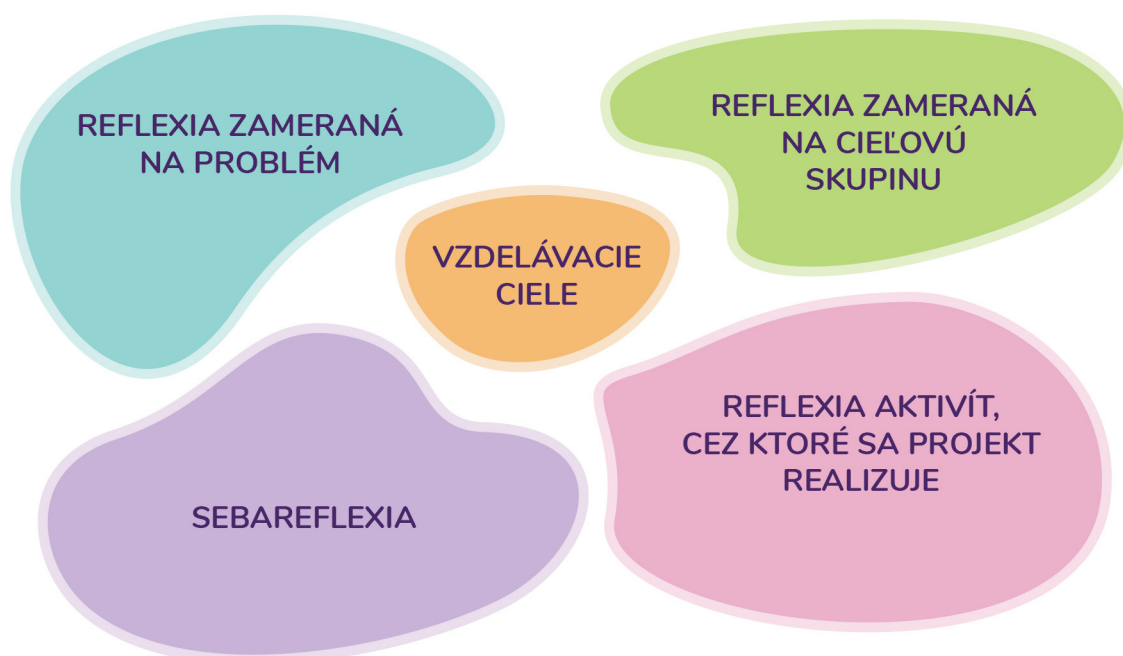 REFLEXIA ZAMERANÁ
NA PROBLÉM
REFLEXIA ZAMERANÁ
NA CIEĽOVÚ
SKUPINU
VZDELÁVACIE
CIELE
SEBAREFLEXIA
REFLEXIA AKTIVÍT,
CEZ KTORÉ SA PROJEKT
REALIZUJE